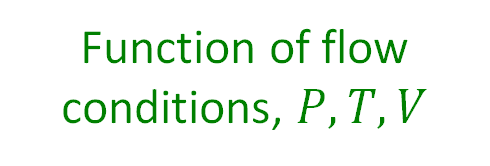 Function of flow
conditions, P, T, V